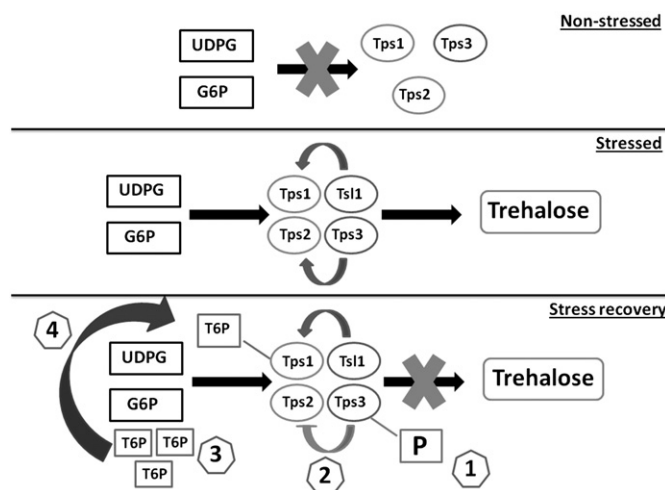 Non-stressed
UDPG
G6P
Tps1
Tps3
Tps2
Stressed
UDPG
G6P
Tps1
Tsl1
Tps2
Tps3
Trehalose
Stress recovery
4
T6P
UDPG
G6P
Tps1
Tsl1
Tps2
Tps3
Trehalose
T6P
T6P
T6P
3
2
P
1